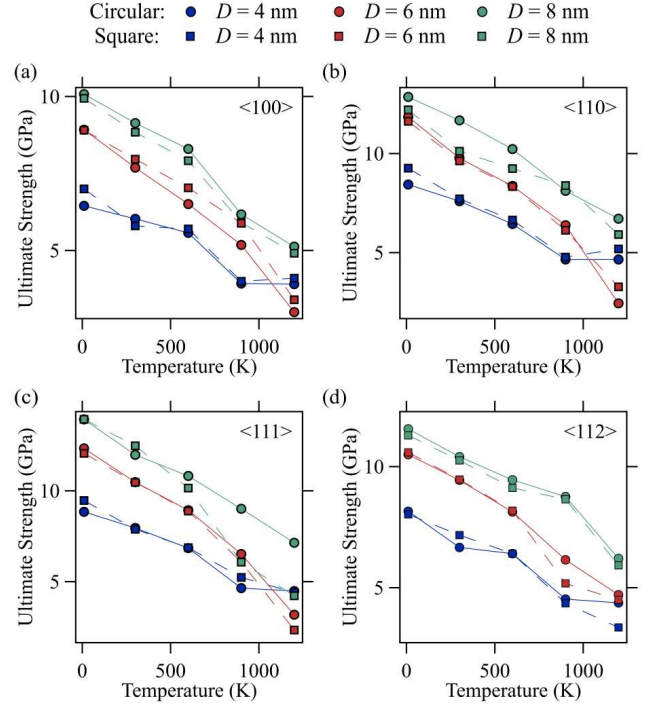 Circular: D = 4 nm D = 6 nm D = 8 nm
Square: D = 4 nm D = 6 nm D = 8 nm
(a) (b)
<100> <110>
10
5
Ultimate Strength (GPa)
0 500 1000
Temperature (K)
10
5
Ultimate Strength (GPa)
0 500 1000
Temperature (K)
(c) (d)
<111> <112>
10
5
Ultimate Strength (GPa)
0 500 1000
Temperature (K)
10
5
Ultimate Strength (GPa)
0 500 1000
Temperature (K)